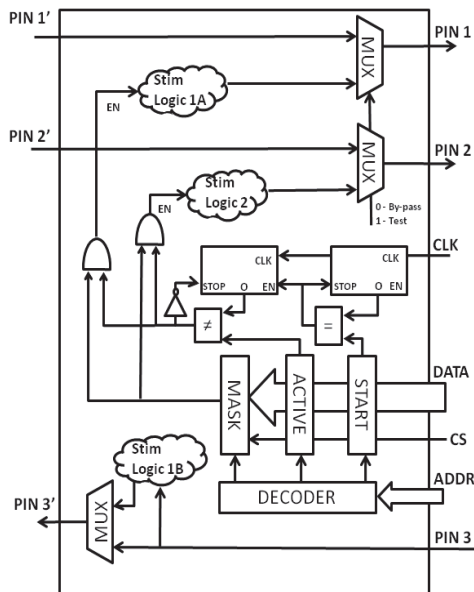 PIN 1'
PIN 1
MUX
Stim
Logic 1A
EN
PIN 2'
PIN 2
MUX
Stim
Logic 2
EN
0 - By-pass
1 - Test
CLK
CLK
STOP O EN
CLK
STOP O EN
≠
=
DATA
MASK
ACTIVE
START
CS
ADDR
DECODER
Stim
Logic 1B
PIN 3'
MUX
PIN 3